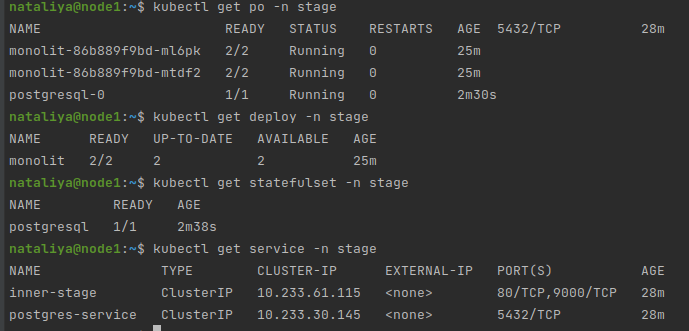 nataliya@node1:~$ kubectl get po -n stage
NAME                       READY   STATUS    RESTARTS   AGE  5432/TCP          28m
monolit-86b889f9bd-ml6pk   2/2     Running   0          25m
monolit-86b889f9bd-mtdf2   2/2     Running   0          25m
postgresql-0               1/1     Running   0          2m30s
nataliya@node1:~$ kubectl get deploy -n stage
NAME      READY   UP-TO-DATE   AVAILABLE   AGE
monolit   2/2     2            2           25m
nataliya@node1:~$ kubectl get statefulset -n stage
NAME         READY   AGE
postgresql   1/1     2m38s
nataliya@node1:~$ kubectl get service -n stage
NAME               TYPE        CLUSTER-IP      EXTERNAL-IP   PORT(S)           AGE
inner-stage        ClusterIP   10.233.61.115   <none>        80/TCP,9000/TCP   28m
postgres-service   ClusterIP   10.233.30.145   <none>        5432/TCP          28m